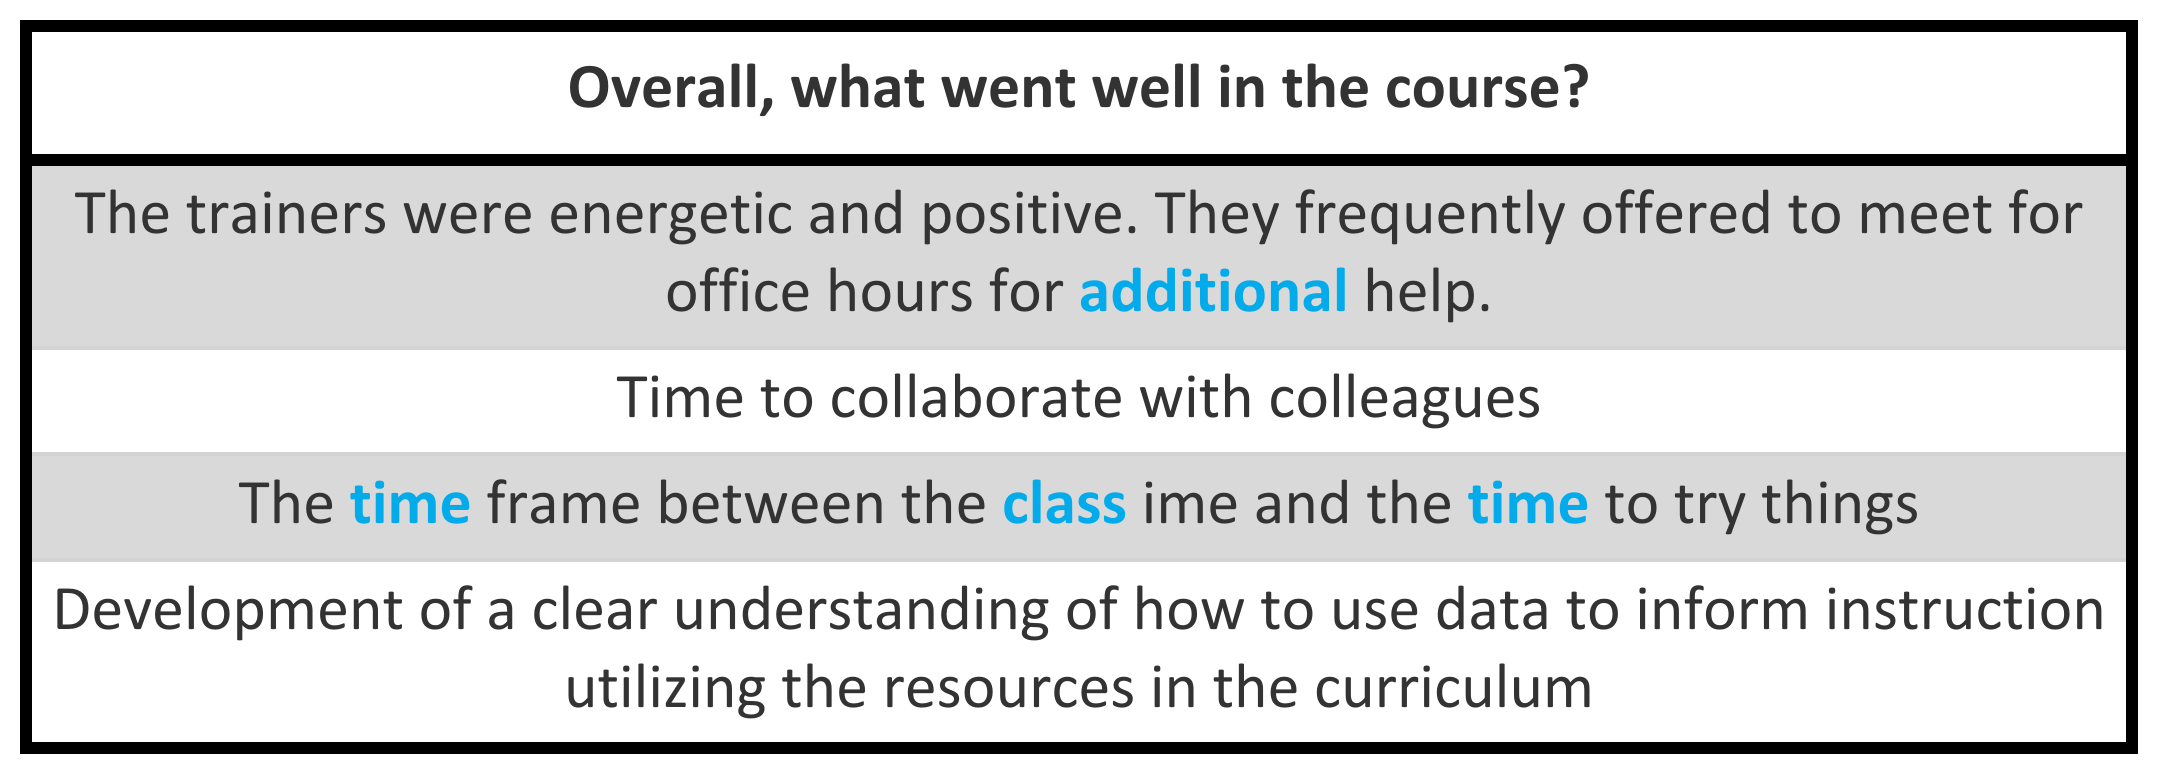 Overall, what went well in the course?
The trainers were energetic and positive. They frequently offered to meet for
office hours for additional help.
Time to collaborate with colleagues
The time frame between the class ime and the time to try things
Development of a clear understanding of how to use data to inform instruction
utilizing the resources in the curriculum